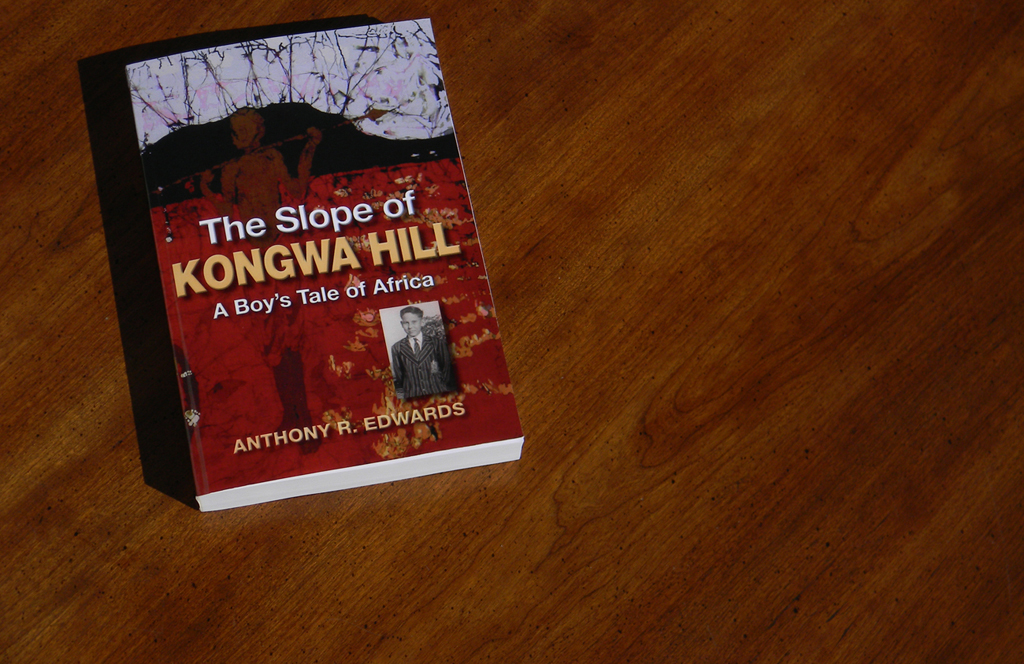 The Slope of
KONGWA HILL
A Boy's Tale of Africa
ANTHONY R. EDWARDS